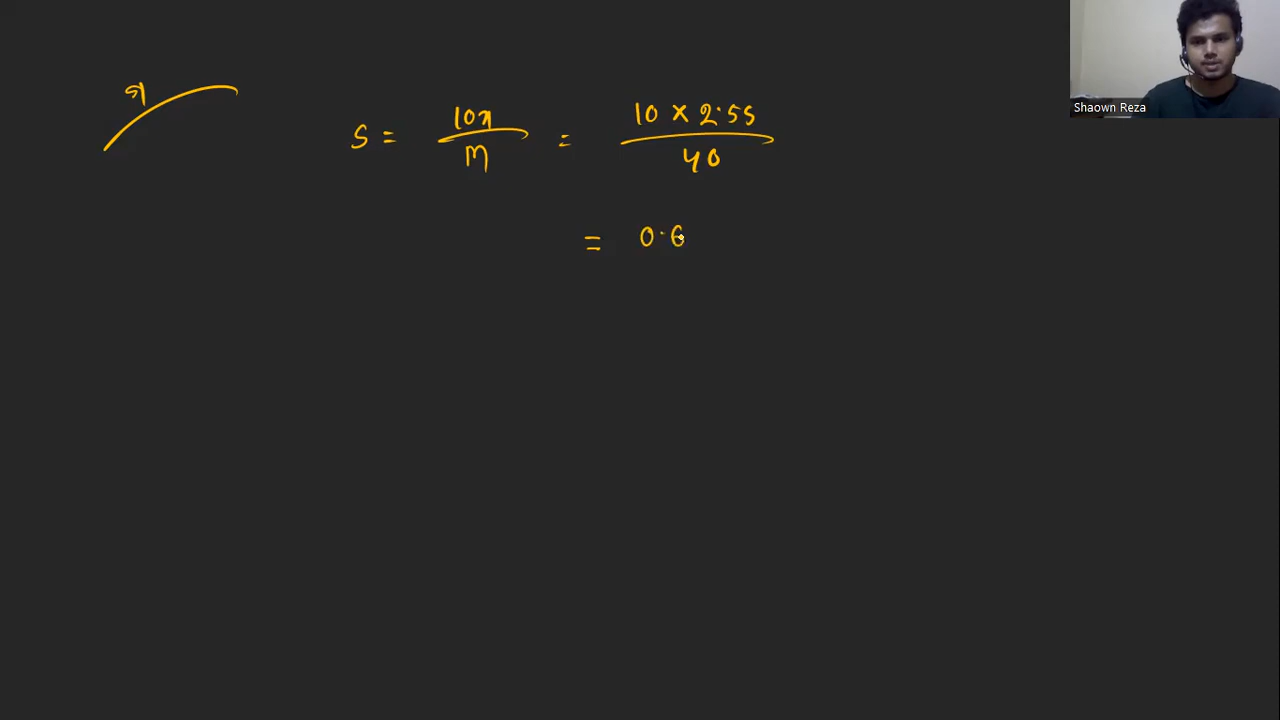 Shaown Reza
S = 10x / M = 10 × 2.55 / 40
= 0.6